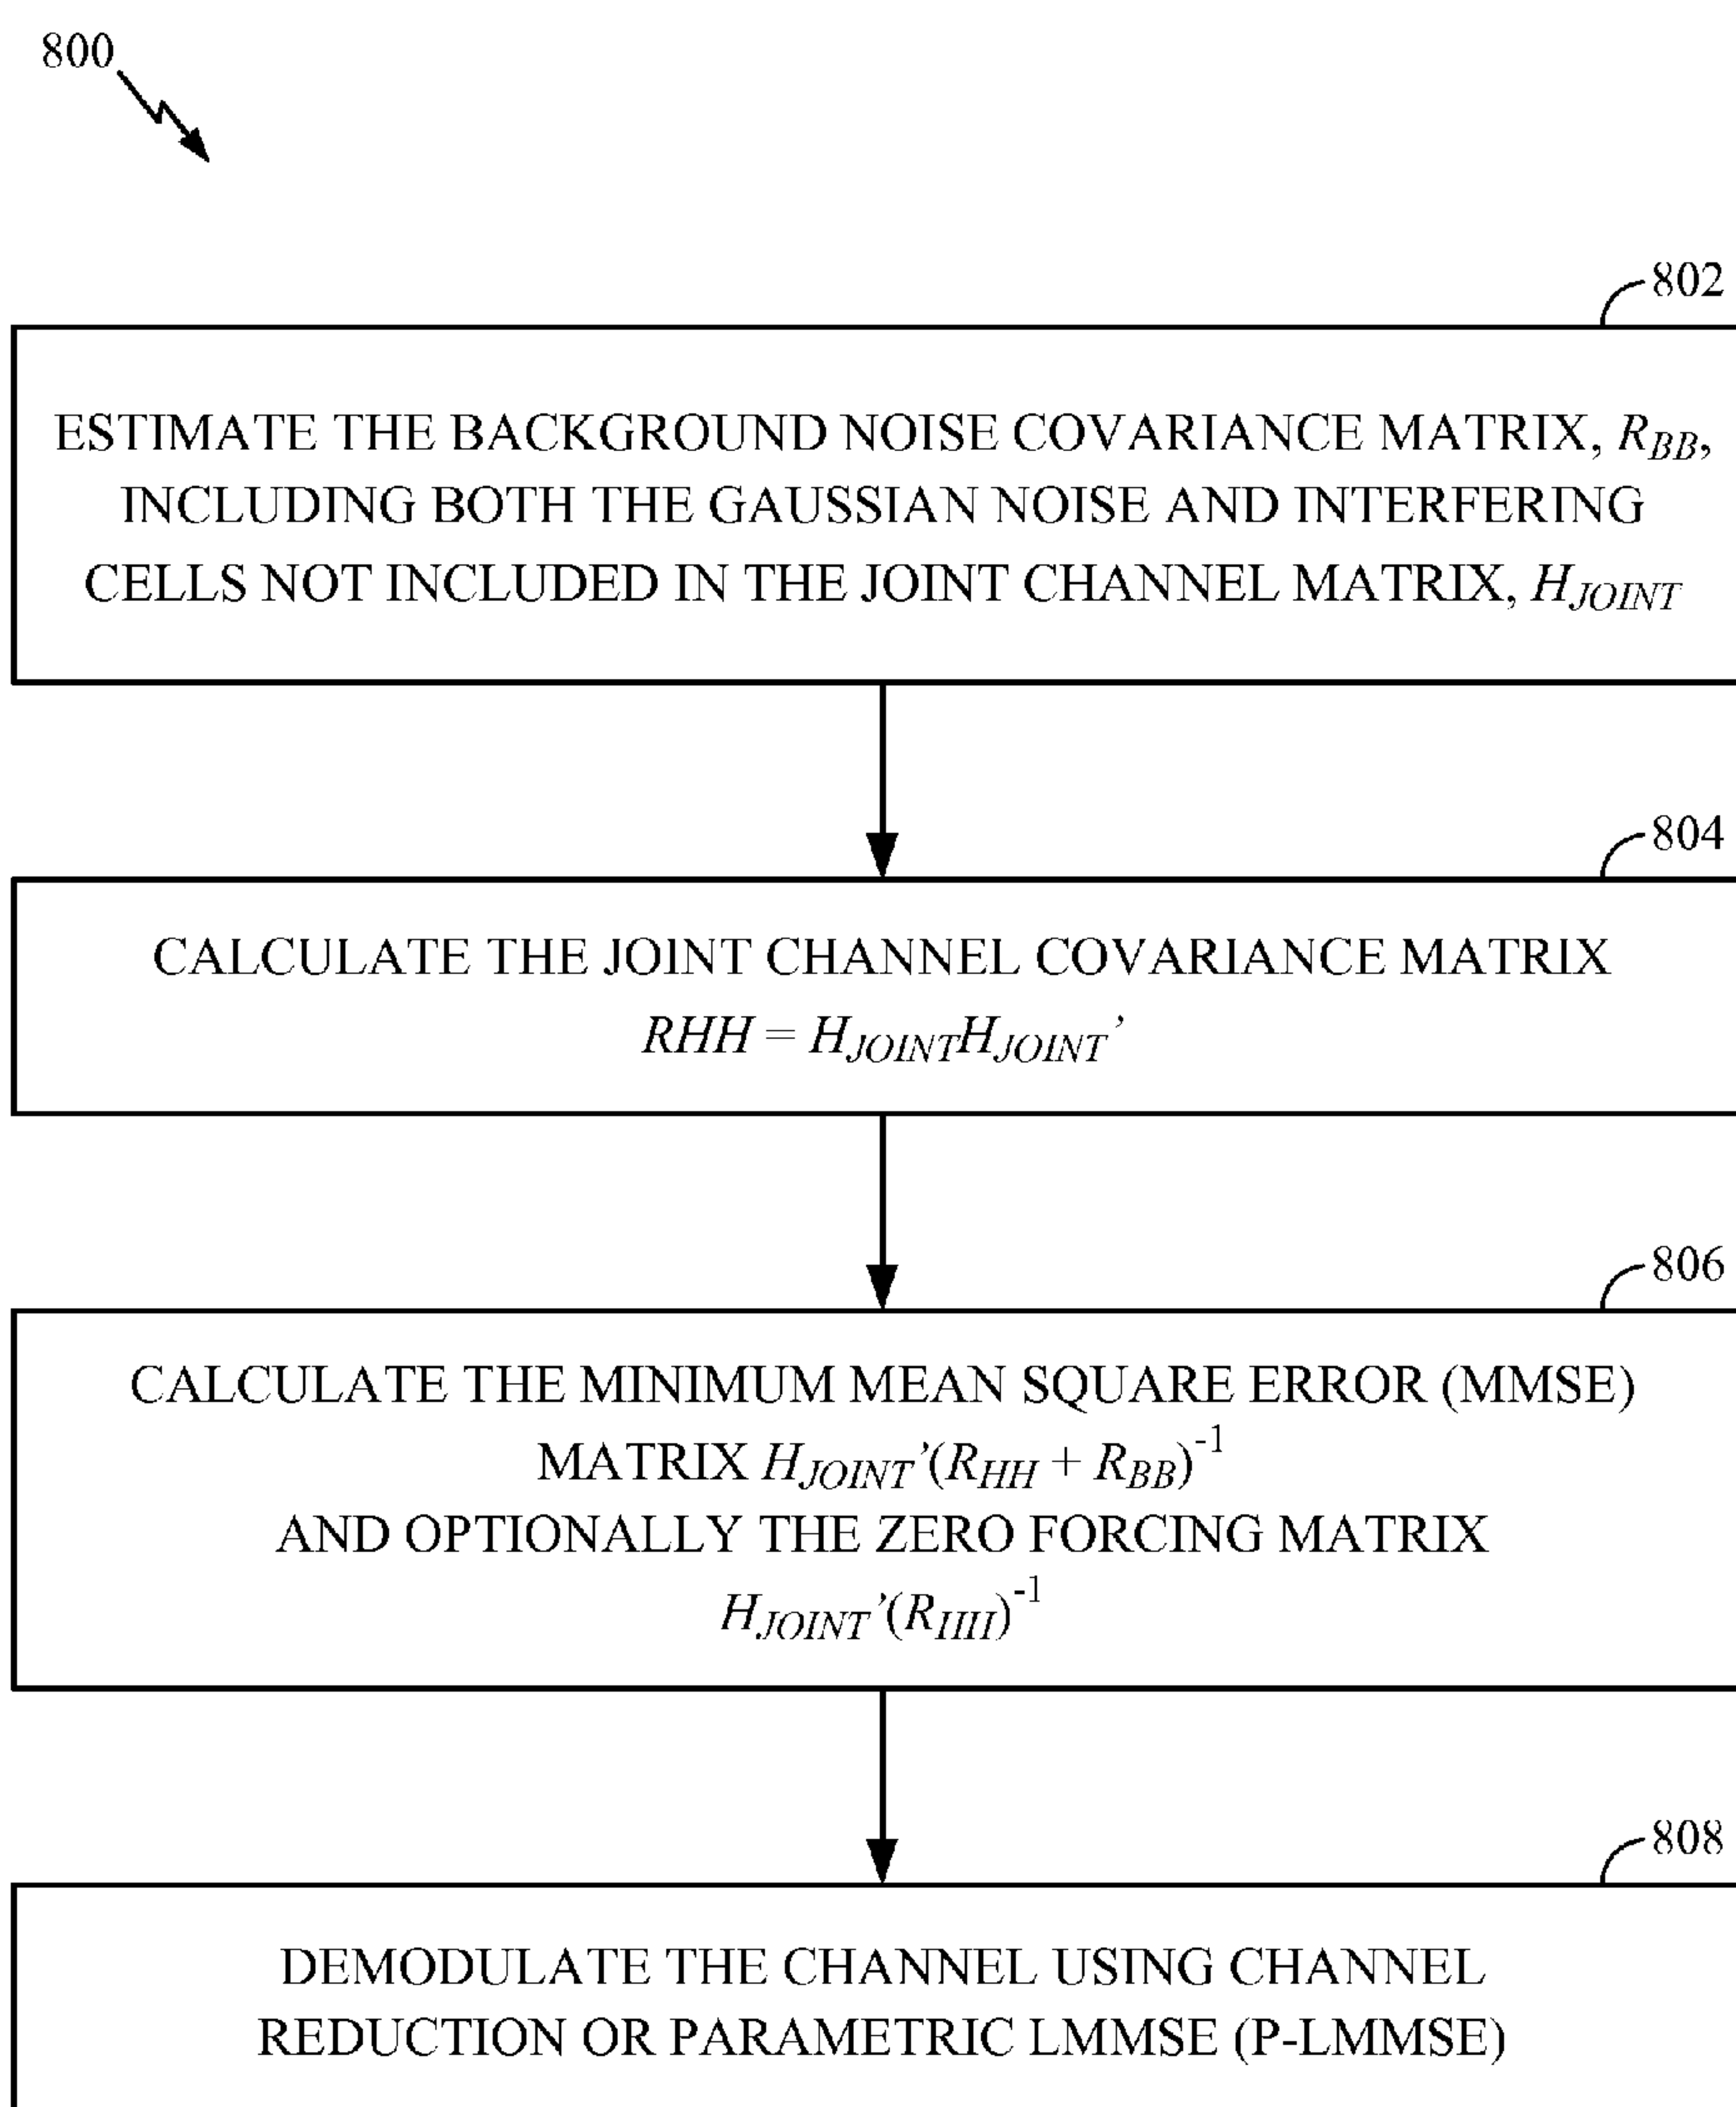 800
802
ESTIMATE THE BACKGROUND NOISE COVARIANCE MATRIX, R_BB,
INCLUDING BOTH THE GAUSSIAN NOISE AND INTERFERING
CELLS NOT INCLUDED IN THE JOINT CHANNEL MATRIX, H_JOINT
804
CALCULATE THE JOINT CHANNEL COVARIANCE MATRIX
RHH = H_JOINT H_JOINT’
806
CALCULATE THE MINIMUM MEAN SQUARE ERROR (MMSE)
MATRIX H_JOINT’(R_HH + R_BB)^-1
AND OPTIONALLY THE ZERO FORCING MATRIX
H_JOINT’(R_HH)^-1
808
DEMODULATE THE CHANNEL USING CHANNEL
REDUCTION OR PARAMETRIC LMMSE (P-LMMSE)